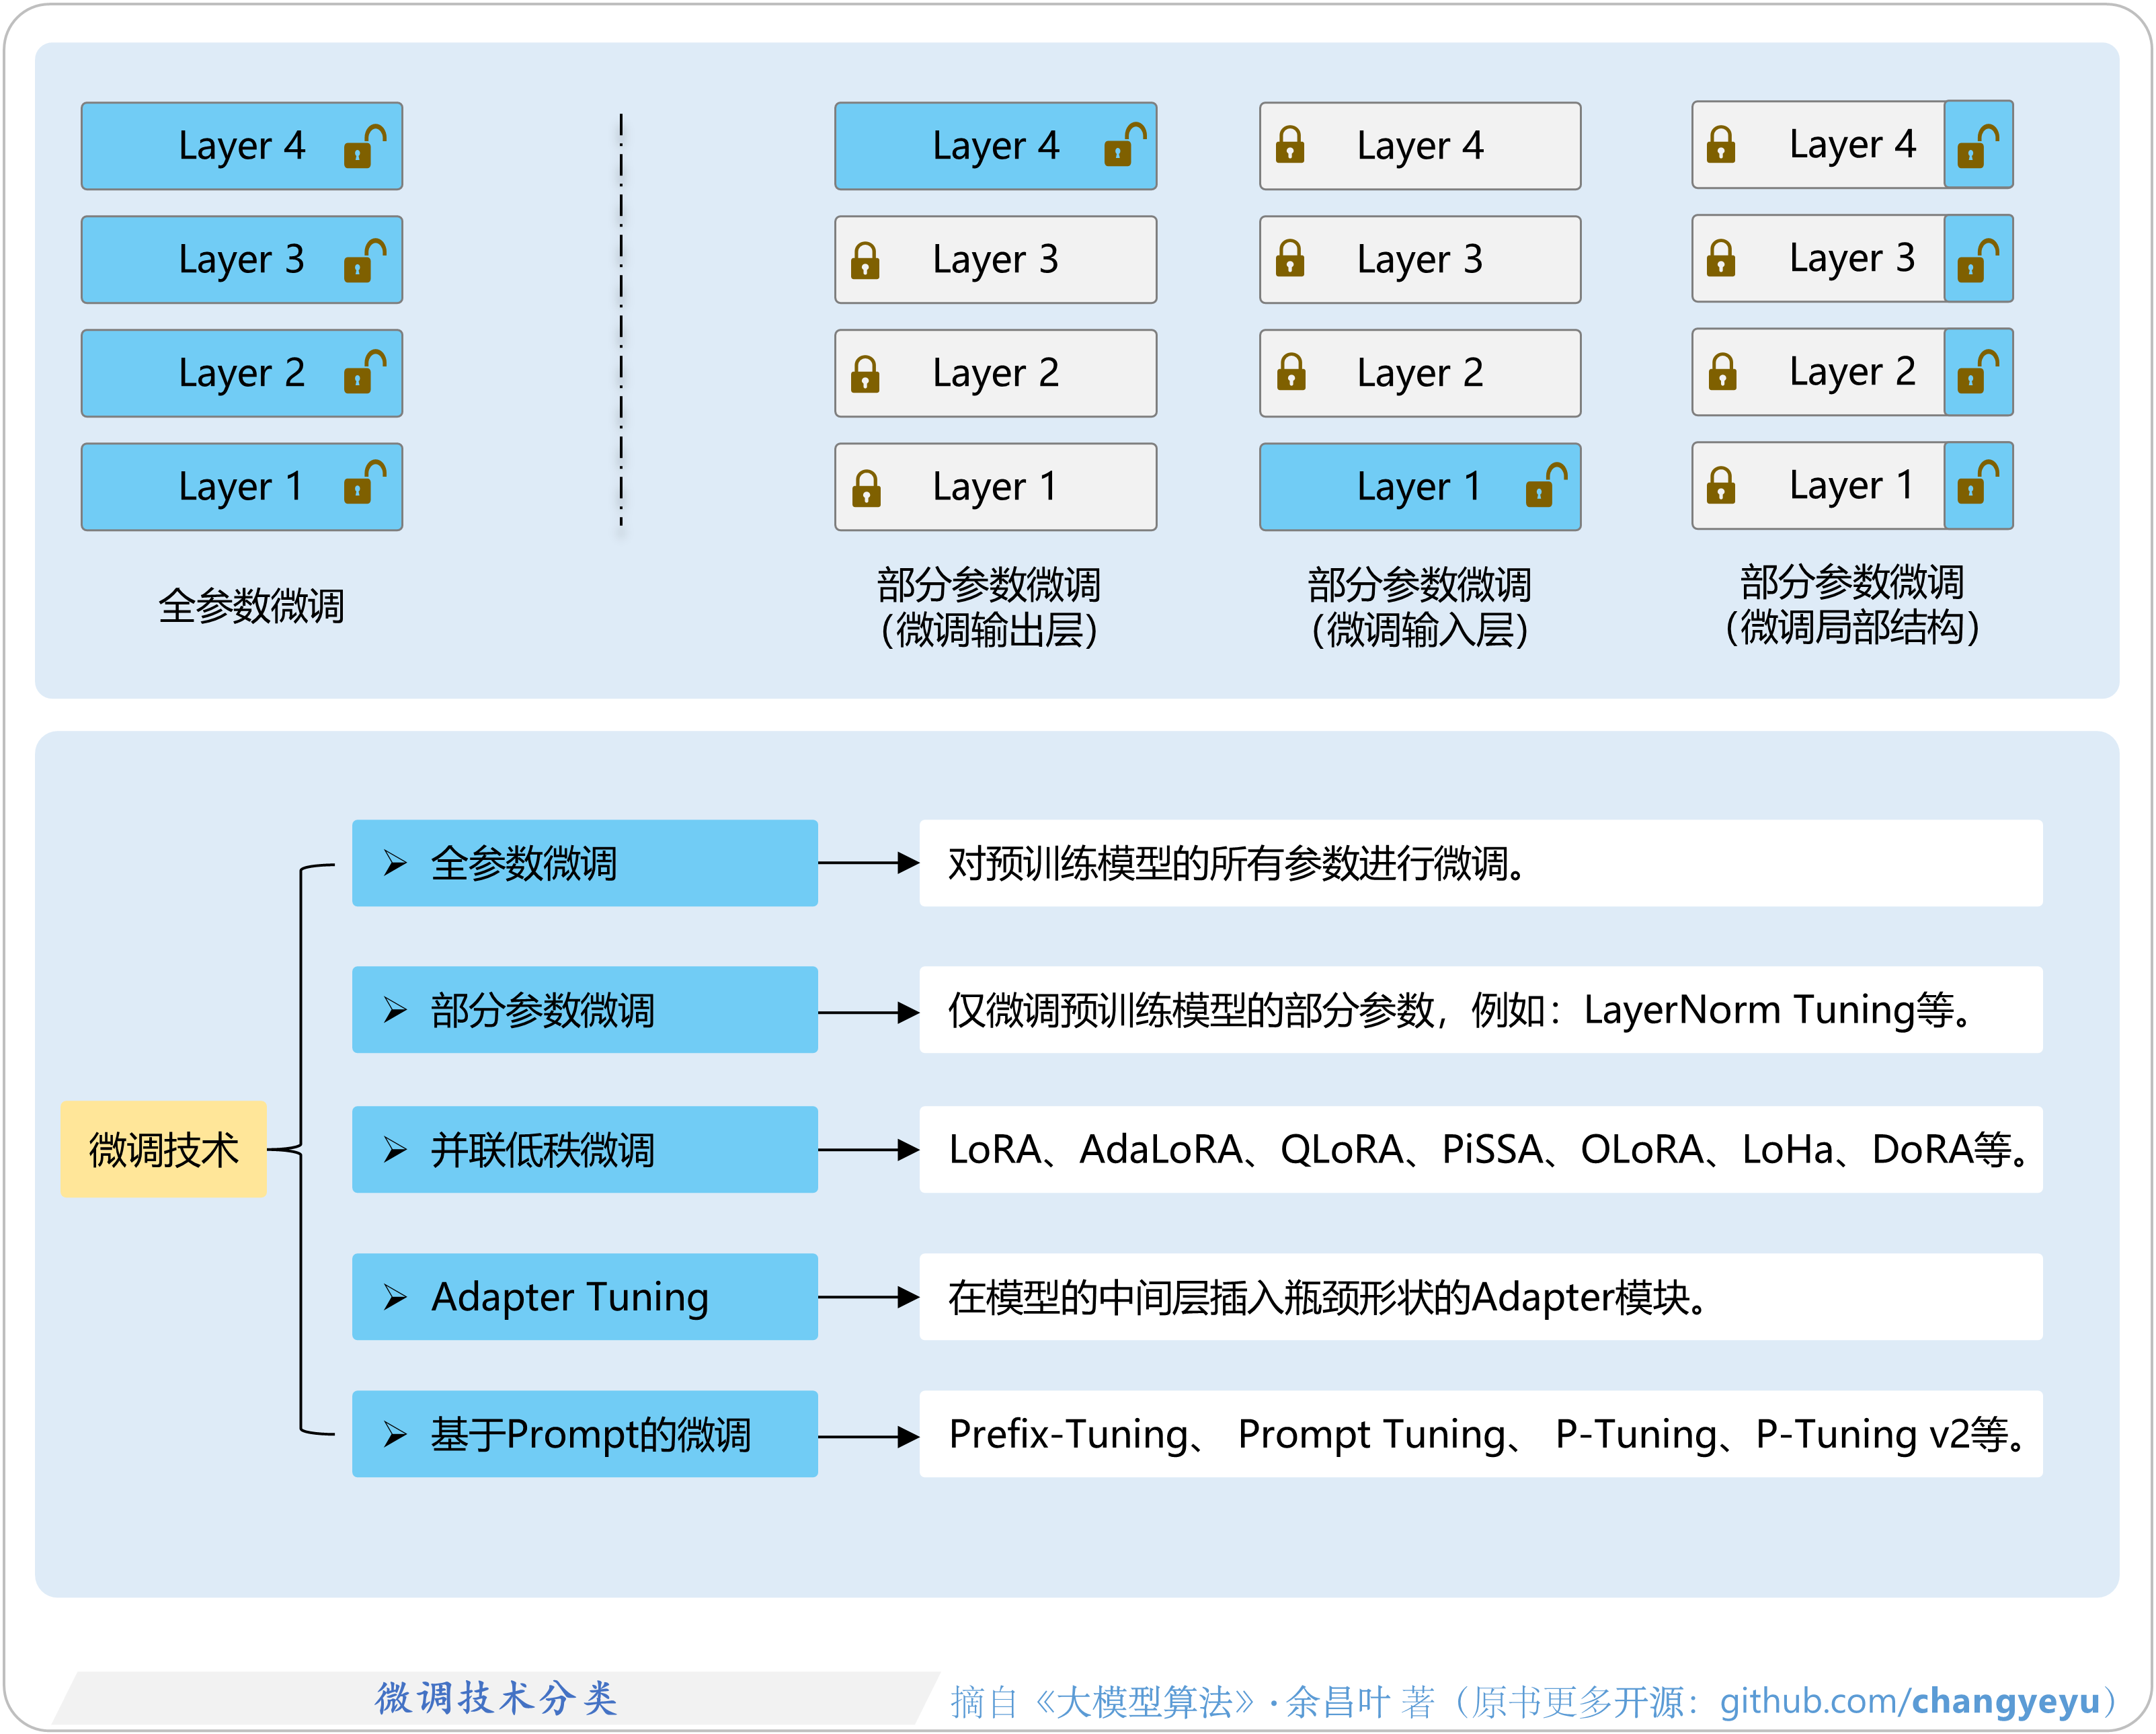 Layer 4
Layer 3
Layer 2
Layer 1
全参数微调
Layer 4
Layer 3
Layer 2
Layer 1
部分参数微调
（微调输出层）
Layer 4
Layer 3
Layer 2
Layer 1
部分参数微调
（微调输入层）
Layer 4
Layer 3
Layer 2
Layer 1
部分参数微调
（微调局部结构）
微调技术
全参数微调
对预训练模型的所有参数进行微调。
部分参数微调
仅微调预训练模型的部分参数，例如：LayerNorm Tuning等。
并联低秩微调
LoRA、AdaLoRA、QLoRA、PiSSA、OLoRA、LoHa、DoRA等。
Adapter Tuning
在模型的中间层插入瓶颈形状的Adapter模块。
基于Prompt的微调
Prefix-Tuning、 Prompt Tuning、 P-Tuning、P-Tuning v2等。
微调技术分类
摘自《大模型算法》·余昌叶 著（原书更多开源：github.com/changyeyu）